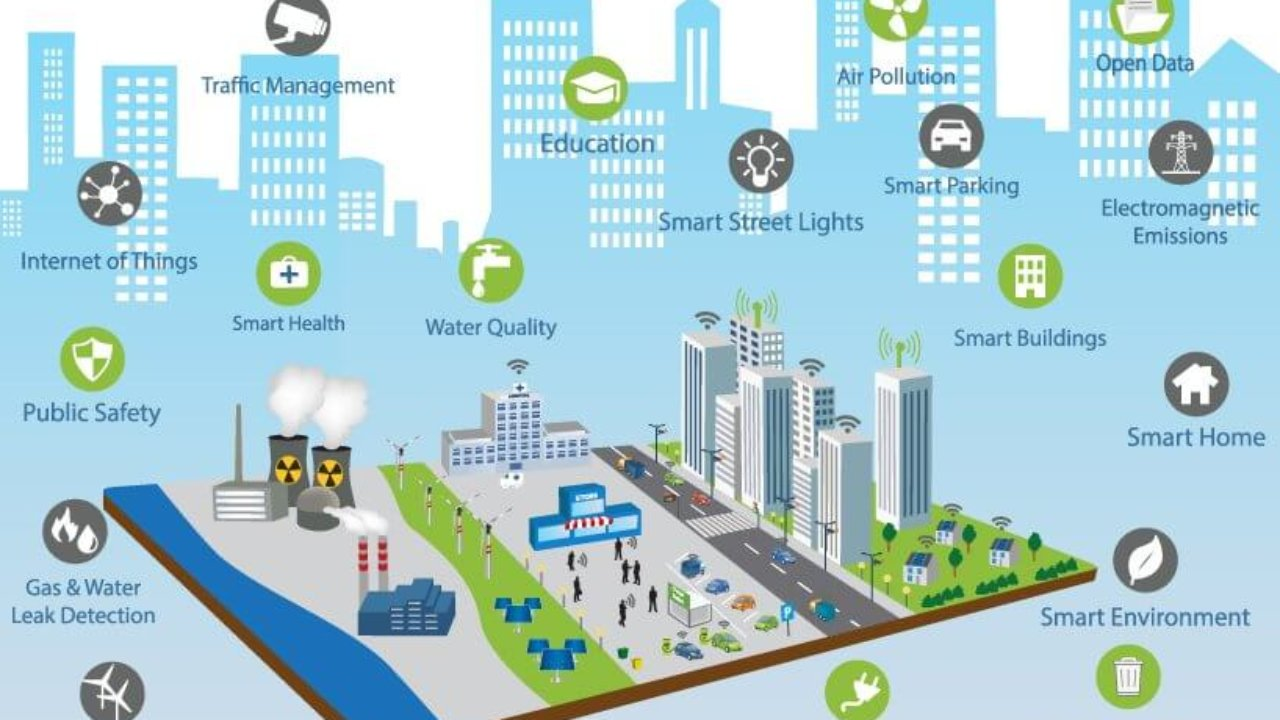 Traffic Management
Education
Air Pollution
Open Data
Smart Street Lights
Smart Parking
Electromagnetic
Emissions
Internet of Things
Smart Health
Water Quality
Smart Buildings
Public Safety
Smart Home
STORE
P
Gas & Water
Leak Detection
Smart Environment